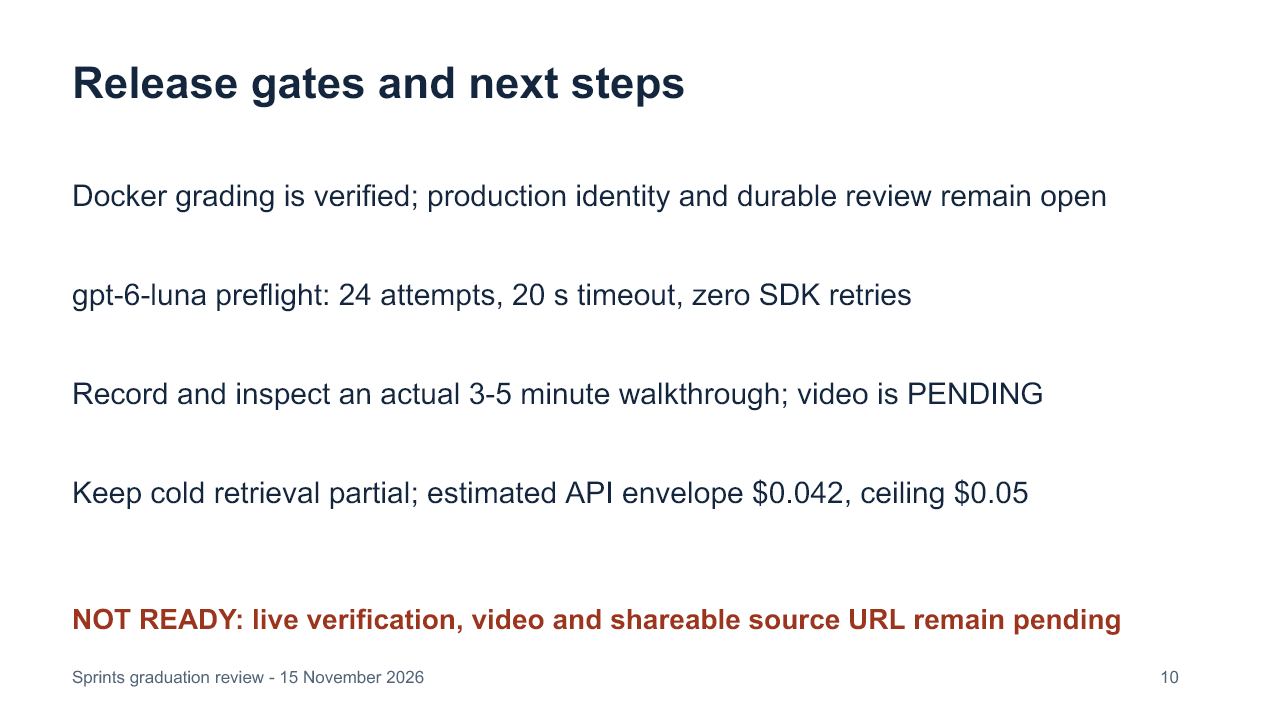 Release gates and next steps
Docker grading is verified; production identity and durable review remain open
gpt-6-luna preflight: 24 attempts, 20 s timeout, zero SDK retries
Record and inspect an actual 3-5 minute walkthrough; video is PENDING
Keep cold retrieval partial; estimated API envelope $0.042, ceiling $0.05
NOT READY: live verification, video and shareable source URL remain pending
Sprints graduation review - 15 November 2026
10